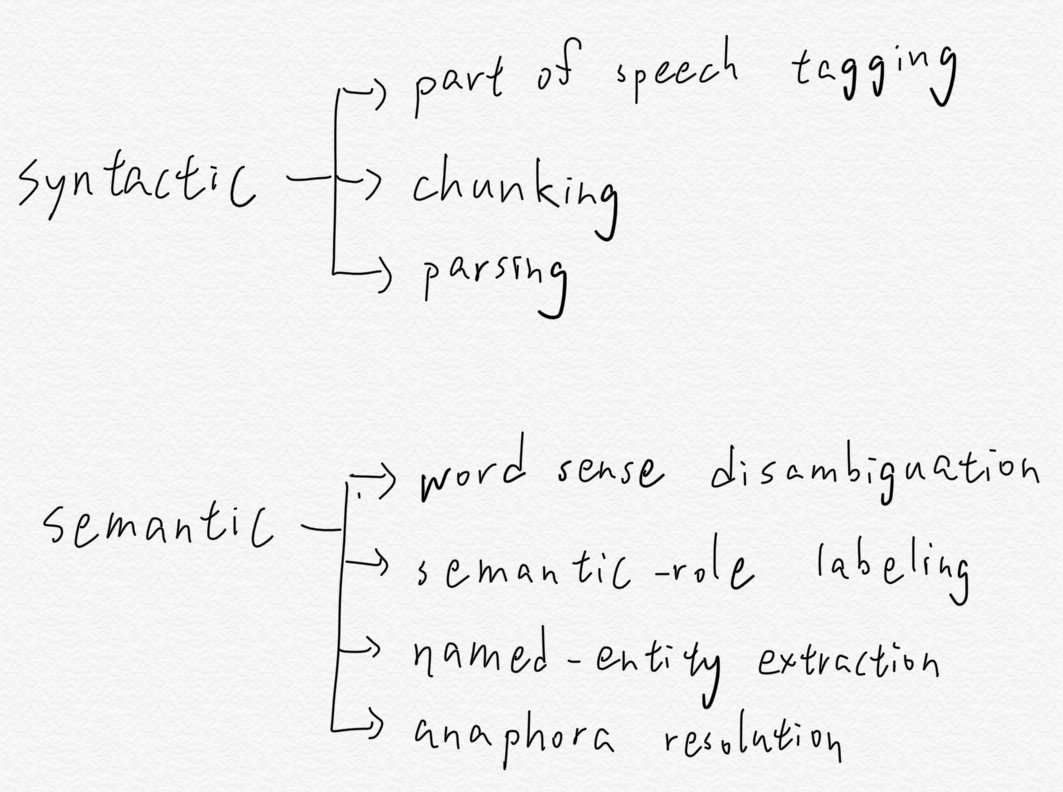 syntactic
part of speech tagging
chunking
parsing
semantic
word sense disambiguation
semantic-role labeling
named-entity extraction
anaphora resolution